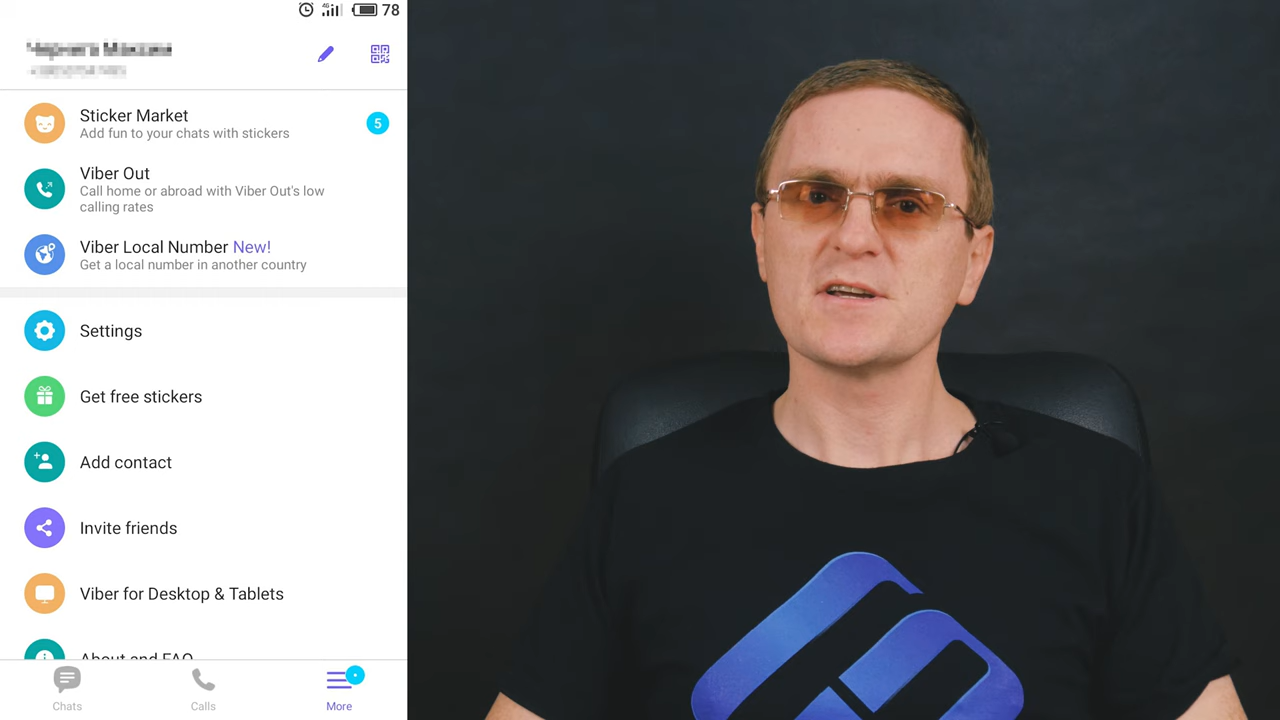 4G
78
Sticker Market
Add fun to your chats with stickers
5
Viber Out
Call home or abroad with Viber Out's low
calling rates
Viber Local Number New!
Get a local number in another country
Settings
Get free stickers
Add contact
Invite friends
Viber for Desktop & Tablets
About and FAQ
Chats
Calls
More